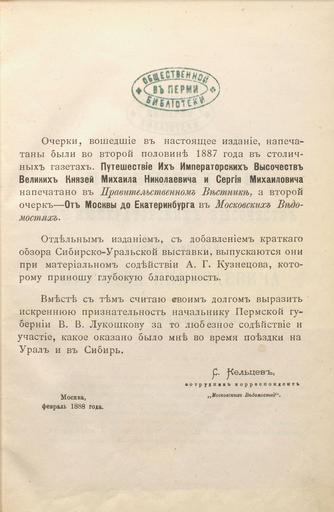 ОБЩЕСТВЕННОЙ
ВЪ ПЕРМИ
БИБЛІОТЕКИ
Очерки, вошедшіе въ настоящее изданіе, напеча-
таны были во второй половинѣ 1887 года въ столич-
ныхъ газетахъ. Путешествіе Ихъ Императорскихъ Высочествъ
Великихъ Князей Михаила Николаевича и Сергія Михаиловича
напечатано въ Правительственномъ Вѣстникѣ, а второй
очеркъ—Отъ Москвы до Екатеринбурга въ Московскихъ Вѣдо-
мостяхъ.
Отдѣльнымъ изданіемъ, съ добавленіемъ краткаго
обзора Сибирско-Уральской выставки, выпускаются они
при матеріальномъ содѣйствіи А. Г. Кузнецова, кото-
рому приношу глубокую благодарность.
Вмѣстѣ съ тѣмъ считаю своимъ долгомъ выразить
искреннюю признательность начальнику Пермской гу-
берніи В. В. Лукошкову за то любезное содѣйствіе и
участіе, какое оказано было мнѣ во время поѣздки на
Уралъ и въ Сибирь.
С. Кельцевъ,
сотрудникъ корреспондентъ
„Московскихъ Вѣдомостей".
Москва,
февраль 1888 года.